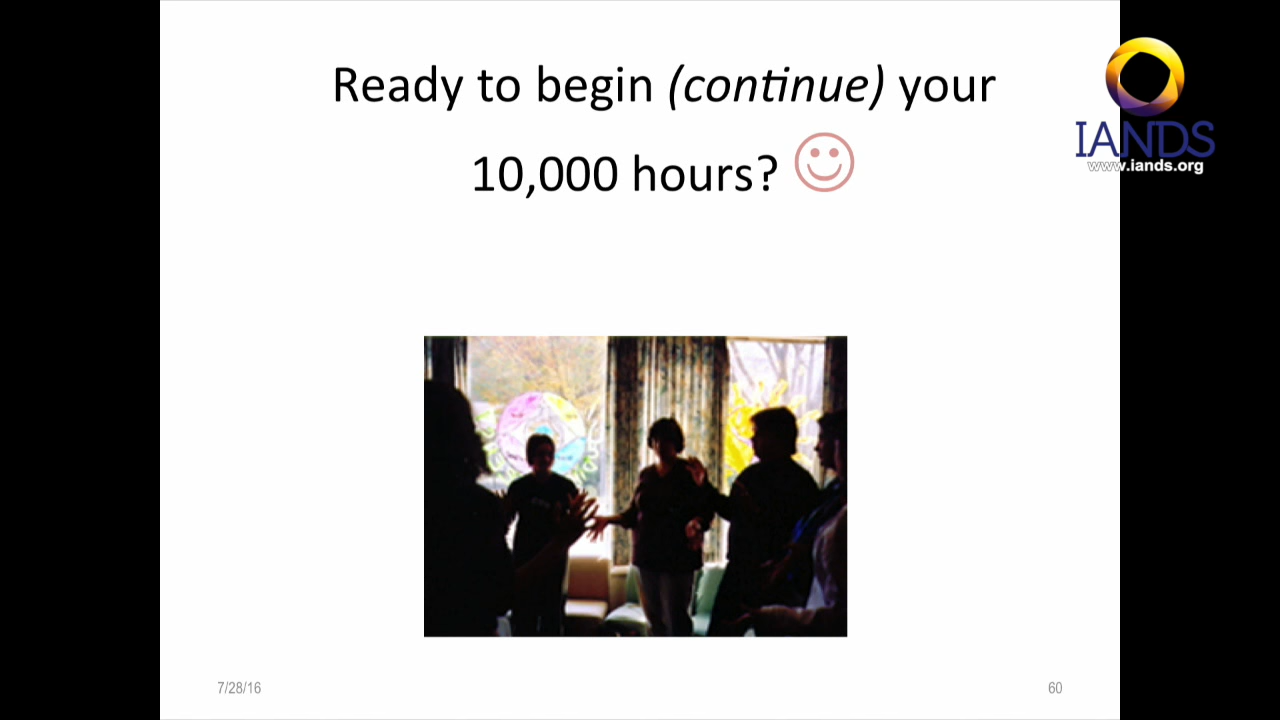 Ready to begin (continue) your
10,000 hours?
IANDS
www.iands.org
7/28/16
60